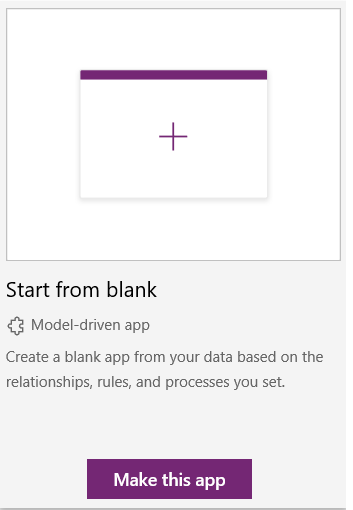 Start from blank
Model-driven app
Create a blank app from your data based on the
relationships, rules, and processes you set.
Make this app